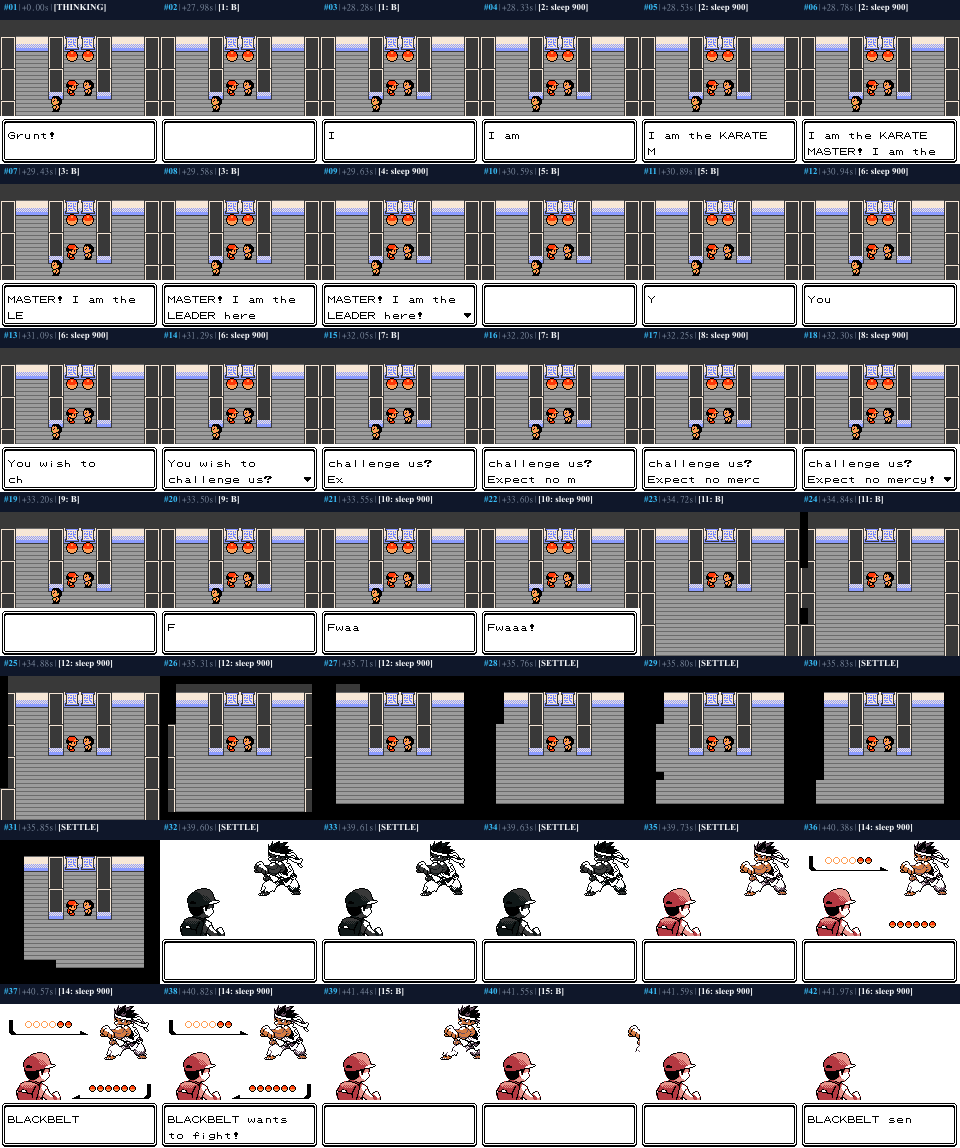 #01|+0.00s|[THINKING]
#02|+27.98s|[1: B]
#03|+28.28s|[1: B]
#04|+28.33s|[2: sleep 900]
#05|+28.53s|[2: sleep 900]
#06|+28.78s|[2: sleep 900]
Grunt!
I
I am
I am the KARATE
M
I am the KARATE
MASTER! I am the
#07|+29.43s|[3: B]
#08|+29.58s|[3: B]
#09|+29.63s|[4: sleep 900]
#10|+30.59s|[5: B]
#11|+30.89s|[5: B]
#12|+30.94s|[6: sleep 900]
MASTER! I am the
LE
MASTER! I am the
LEADER here
MASTER! I am the
LEADER here!
Y
You
#13|+31.09s|[6: sleep 900]
#14|+31.29s|[6: sleep 900]
#15|+32.05s|[7: B]
#16|+32.20s|[7: B]
#17|+32.25s|[8: sleep 900]
#18|+32.30s|[8: sleep 900]
You wish to
ch
You wish to
challenge us?
challenge us?
Ex
challenge us?
Expect no m
challenge us?
Expect no merc
challenge us?
Expect no mercy!
#19|+33.20s|[9: B]
#20|+33.50s|[9: B]
#21|+33.55s|[10: sleep 900]
#22|+33.60s|[10: sleep 900]
#23|+34.72s|[11: B]
#24|+34.84s|[11: B]
F
Fwaa
Fwaaa!
#25|+34.88s|[12: sleep 900]
#26|+35.31s|[12: sleep 900]
#27|+35.71s|[12: sleep 900]
#28|+35.76s|[SETTLE]
#29|+35.80s|[SETTLE]
#30|+35.83s|[SETTLE]
#31|+35.85s|[SETTLE]
#32|+39.60s|[SETTLE]
#33|+39.61s|[SETTLE]
#34|+39.63s|[SETTLE]
#35|+39.73s|[SETTLE]
#36|+40.38s|[14: sleep 900]
#37|+40.57s|[14: sleep 900]
#38|+40.82s|[14: sleep 900]
#39|+41.44s|[15: B]
#40|+41.55s|[15: B]
#41|+41.59s|[16: sleep 900]
#42|+41.97s|[16: sleep 900]
BLACKBELT
BLACKBELT wants
to fight!
BLACKBELT sen